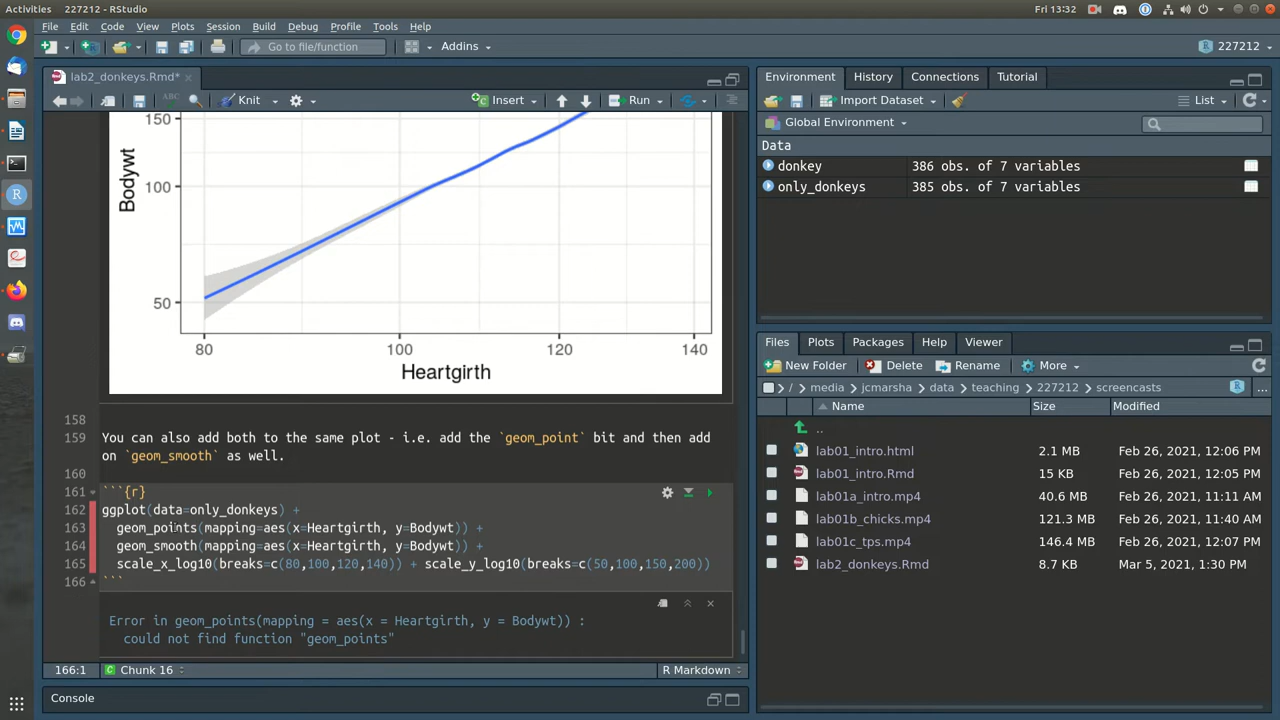 Activities
227212 - RStudio
Fri 13:32
File Edit Code View Plots Session Build Debug Profile Tools Help
Go to file/function
Addins
227212
lab2_donkeys.Rmd*
ABC
Knit
Insert
Run
150
100
50
Bodywt
80 100 120 140
Heartgirth
158
159 You can also add both to the same plot - i.e. add the `geom_point` bit and then add
on `geom_smooth` as well.
160
161 ```{r}
162 ggplot(data=only_donkeys) +
163 geom_points(mapping=aes(x=Heartgirth, y=Bodywt)) +
164 geom_smooth(mapping=aes(x=Heartgirth, y=Bodywt)) +
165 scale_x_log10(breaks=c(80,100,120,140)) + scale_y_log10(breaks=c(50,100,150,200))
166 ```
Error in geom_points(mapping = aes(x = Heartgirth, y = Bodywt)) :
could not find function "geom_points"
166:1 Chunk 16 R Markdown
Console
Environment History Connections Tutorial
Import Dataset List
Global Environment
Data
donkey 386 obs. of 7 variables
only_donkeys 385 obs. of 7 variables
Files Plots Packages Help Viewer
New Folder Delete Rename More
/ media jcmarsha data teaching 227212 screencasts ...
Name Size Modified
..
lab01_intro.html 2.1 MB Feb 26, 2021, 12:06 PM
lab01_intro.Rmd 15 KB Feb 26, 2021, 12:05 PM
lab01a_intro.mp4 40.6 MB Feb 26, 2021, 11:11 AM
lab01b_chicks.mp4 121.3 MB Feb 26, 2021, 11:40 AM
lab01c_tps.mp4 146.4 MB Feb 26, 2021, 12:07 PM
lab2_donkeys.Rmd 8.7 KB Mar 5, 2021, 1:30 PM